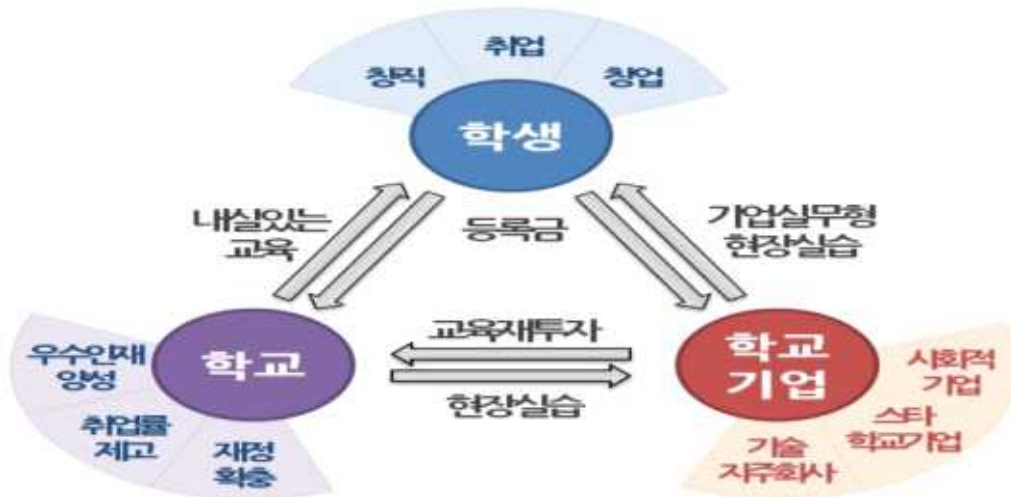 취업
창직
창업
학생
내실있는
교육
등록금
기업실무형
현장실습
교육재투자
학교
학교
기업
현장실습
우수인재
양성
취업률
제고
재정
확충
사회적
기업
스타
학교기업
기술
지주회사